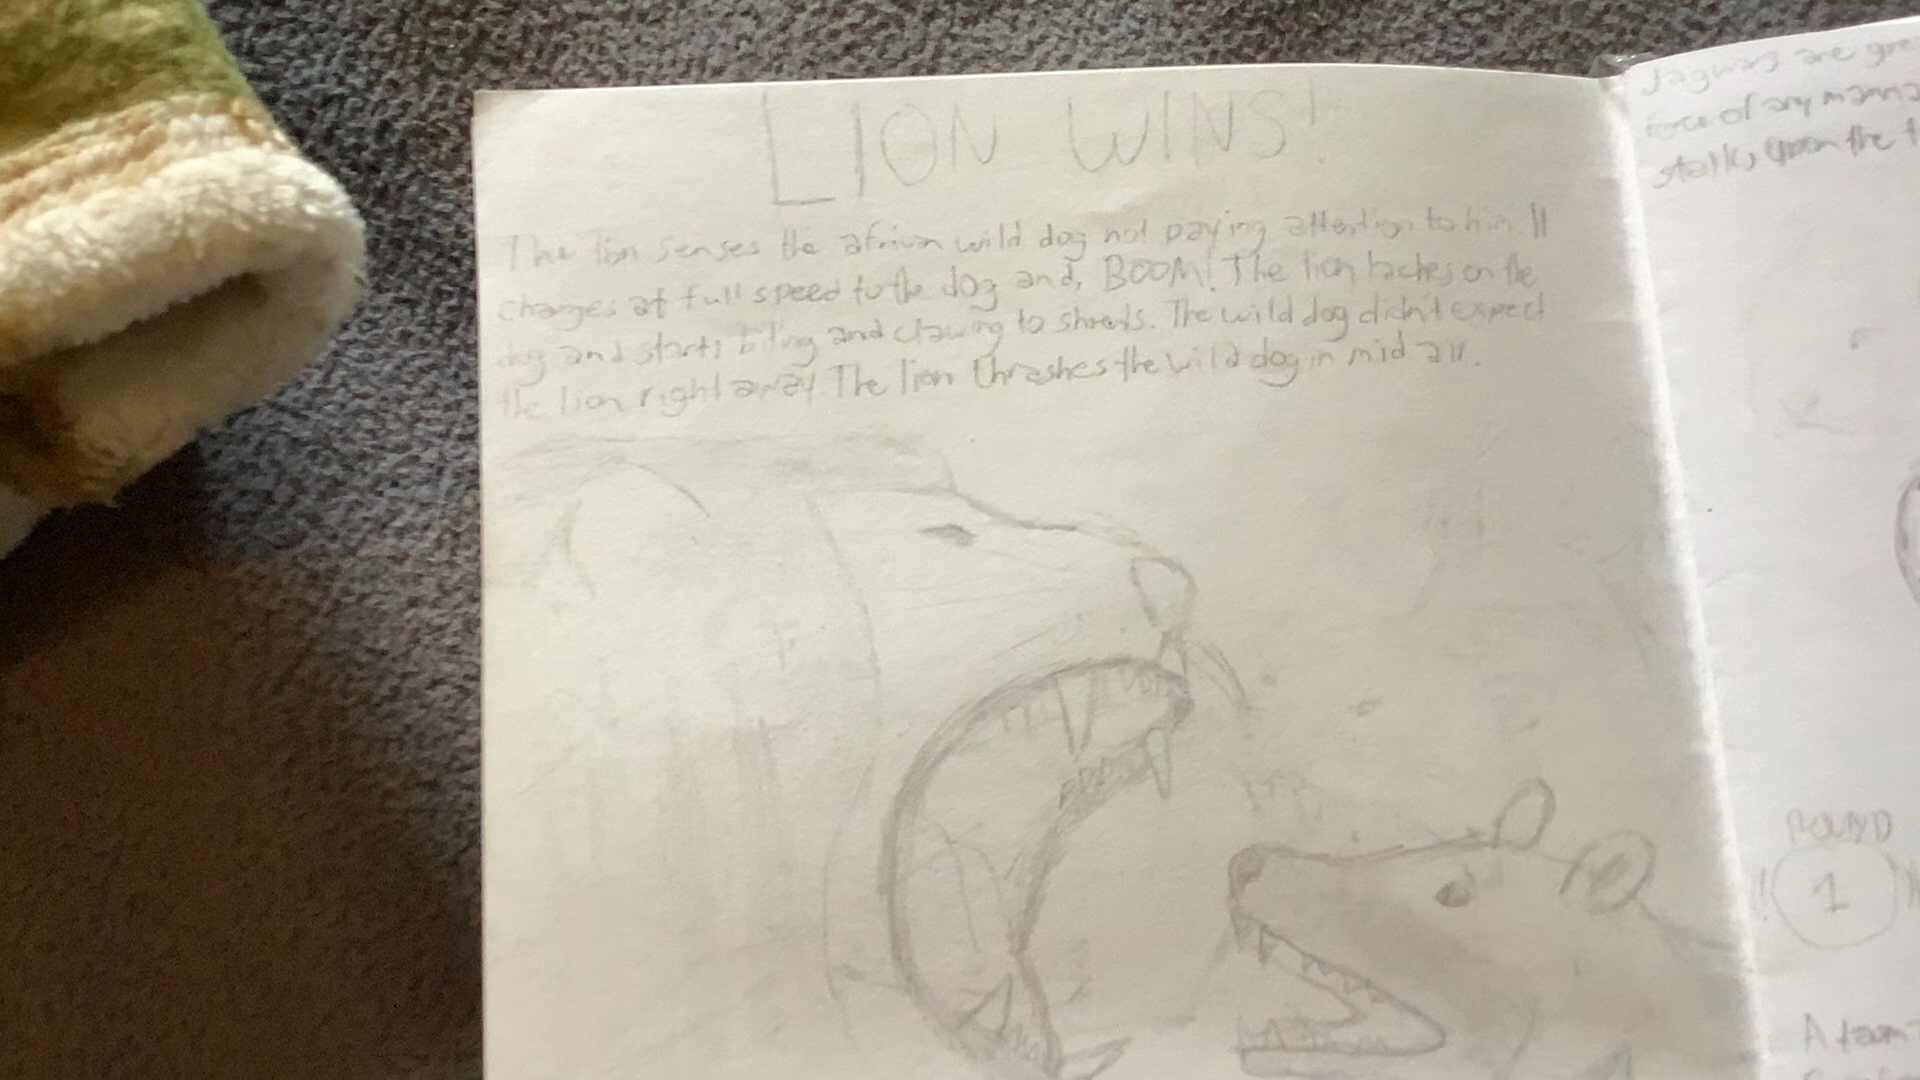 LION WINS!
The lion senses the afrivan wild dog not paying attention to him. It
charges at full speed to the dog and, BOOM! The lion laches on the
dog and starts biting and clawing to shreds. The wild dog didn't expect
the lion right away. The lion thrashes the wild dog in mid air.
Jaguars are
force of any
stalks, upon the
ROUND
1
A